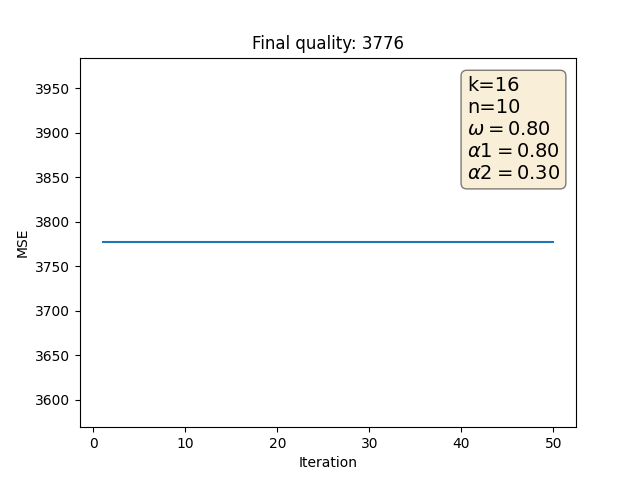 Final quality: 3776
3950
3900
3850
3800
3750
3700
3650
3600
MSE
k=16
n=10
ω = 0.80
α1 = 0.80
α2 = 0.30
0 10 20 30 40 50
Iteration